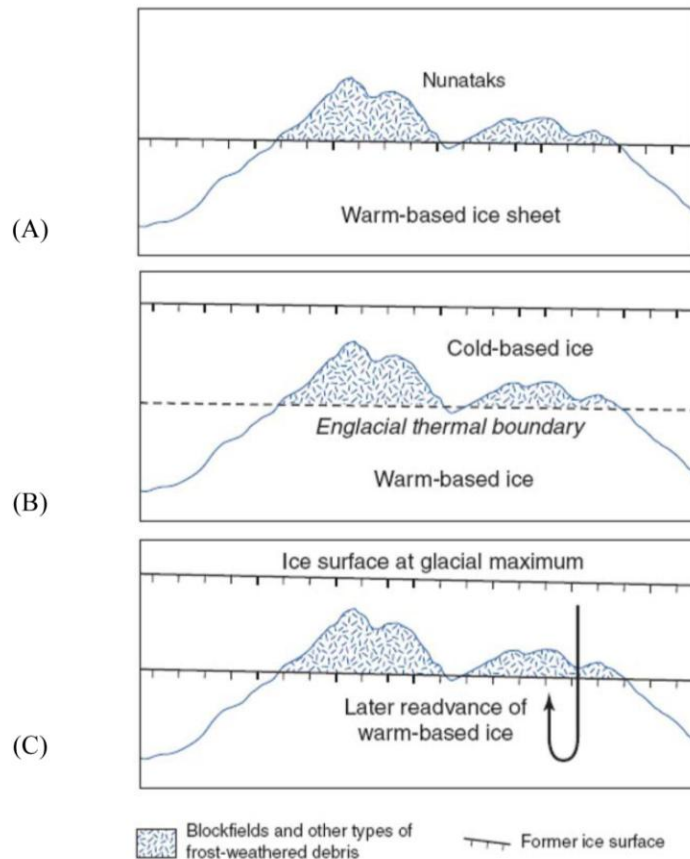 Nunataks
Warm-based ice sheet
(A)
Cold-based ice
Englacial thermal boundary
Warm-based ice
(B)
Ice surface at glacial maximum
Later readvance of
warm-based ice
(C)
Blockfields and other types of
frost-weathered debris
Former ice surface